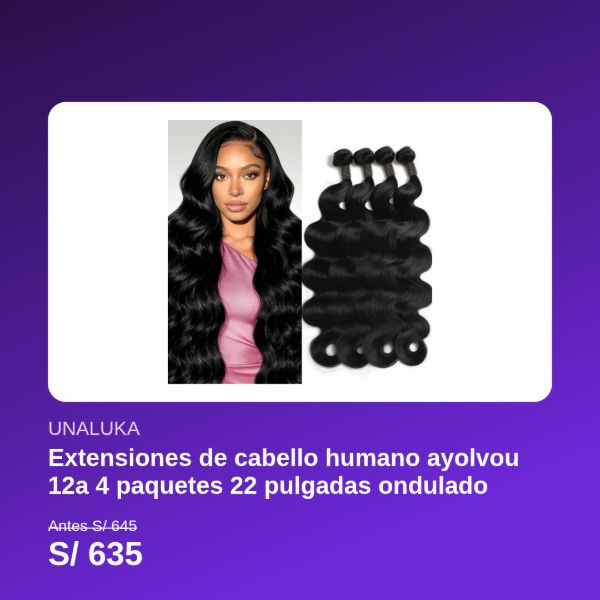 UNALUKA
Extensiones de cabello humano ayolvou
12a 4 paquetes 22 pulgadas ondulado
Antes S/ 645
S/ 635